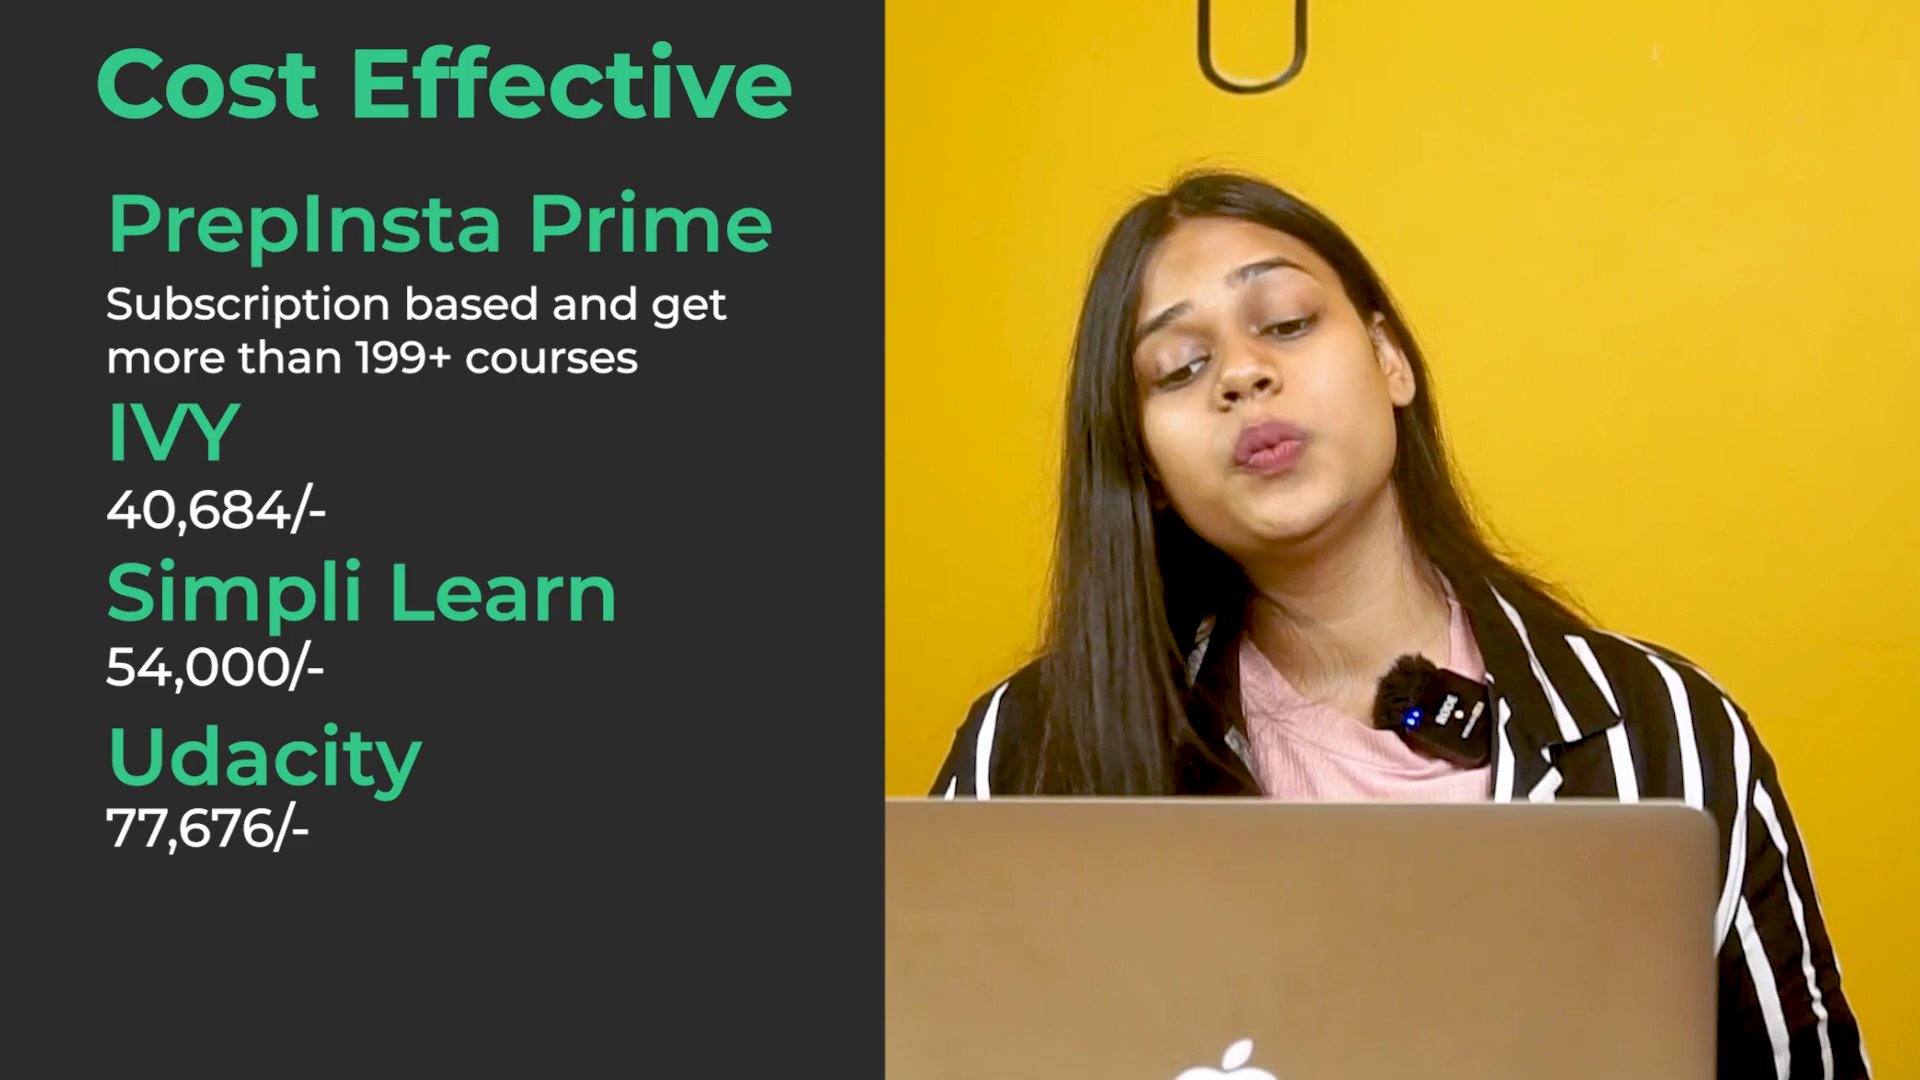 Cost Effective
PrepInsta Prime
Subscription based and get
more than 199+ courses
IVY
40,684/-
Simpli Learn
54,000/-
Udacity
77,676/-
RODE